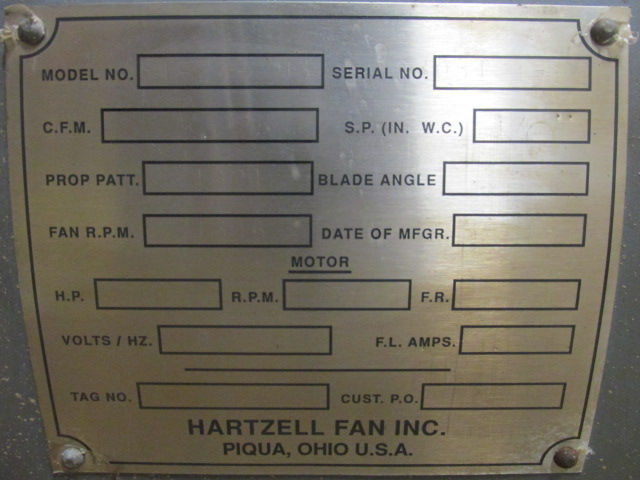 MODEL NO. SERIAL NO.
C.F.M. S.P. (IN. W.C.)
PROP PATT. BLADE ANGLE
FAN R.P.M. DATE OF MFGR.
MOTOR
H.P. R.P.M. F.R.
VOLTS / HZ. F.L. AMPS.
TAG NO. CUST. P.O.
HARTZELL FAN INC.
PIQUA, OHIO U.S.A.